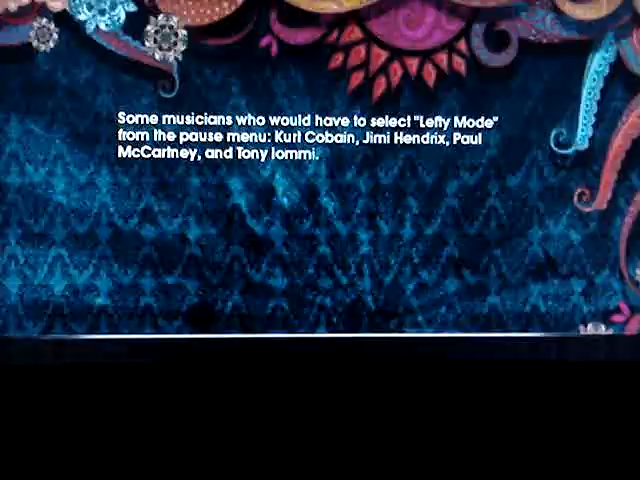 Some musicians who would have to select "Lefty Mode"
from the pause menu: Kurt Cobain, Jimi Hendrix, Paul
McCartney, and Tony Iommi.